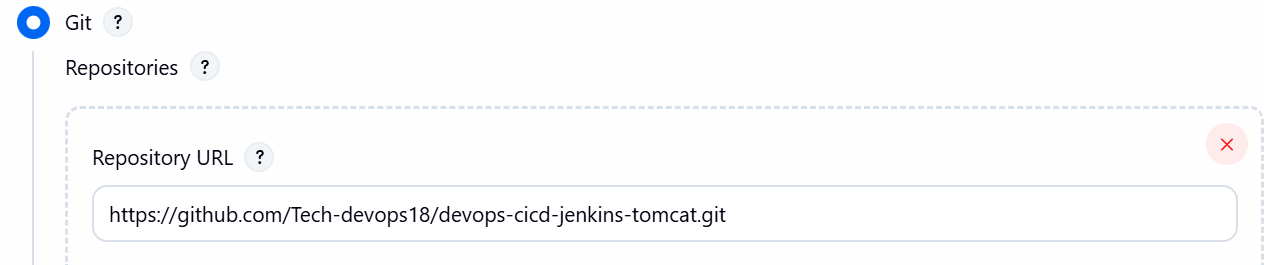 Git ?
Repositories ?
Repository URL ?
https://github.com/Tech-devops18/devops-cicd-jenkins-tomcat.git